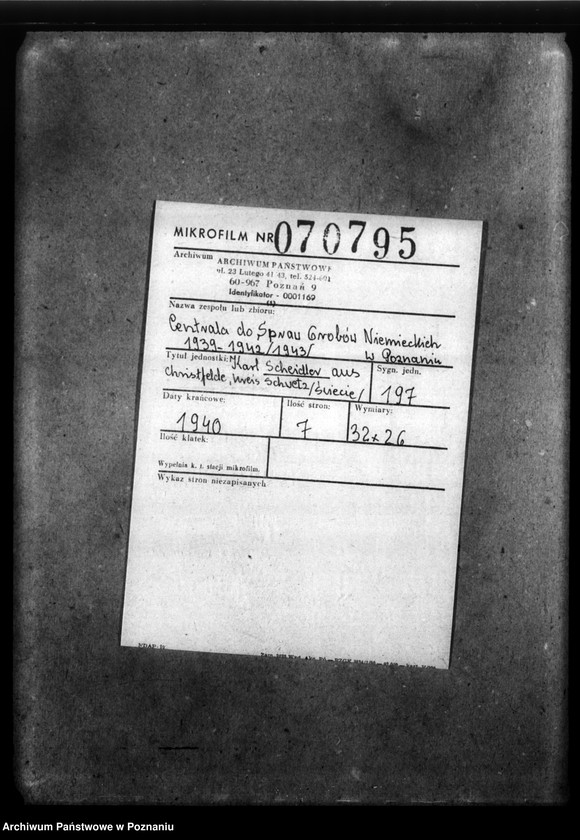 MIKROFILM NR 070795
Archiwum ARCHIWUM PAŃSTWOWE
ul. 23 Lutego 41 43, tel. 524-601
60-967 Poznań 9
Identyfikator - 0001169
Nazwa zespołu lub zbioru:
Centrala do Spraw Grobów Niemieckich
1939-1942/1943/ w Poznaniu
Tytuł jednostki: Karl Scheidler aus
Christfelde, Kreis Schwetz/Świecie/
Sygn. jedn.
197
Daty krańcowe: Ilość stron: Wymiary:
1940 7 32x26
Ilość klatek:
Wypełnia k. t. stacji mikrofilm.
Wykaz stron niezapisanych
Archiwum Państwowe w Poznaniu